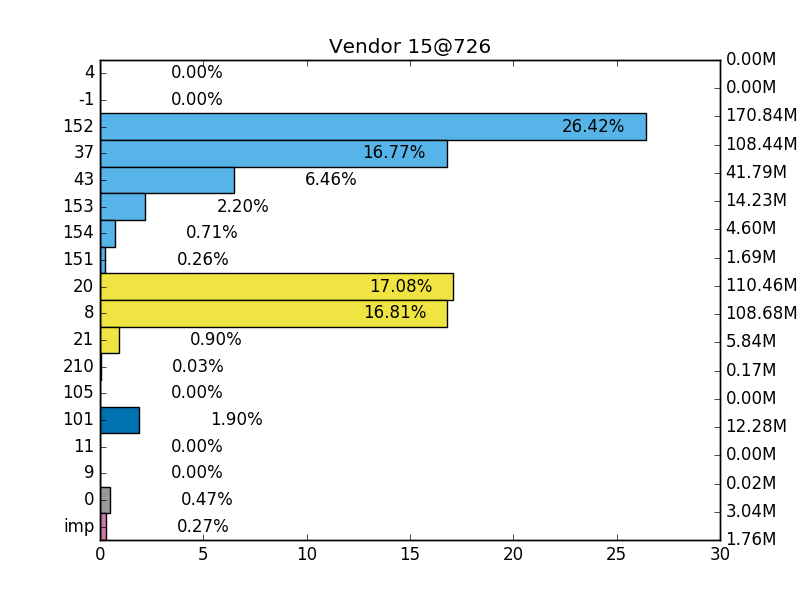 Vendor 15@726
4 0.00% 0.00M
-1 0.00% 0.00M
152 26.42% 170.84M
37 16.77% 108.44M
43 6.46% 41.79M
153 2.20% 14.23M
154 0.71% 4.60M
151 0.26% 1.69M
20 17.08% 110.46M
8 16.81% 108.68M
21 0.90% 5.84M
210 0.03% 0.17M
105 0.00% 0.00M
101 1.90% 12.28M
11 0.00% 0.00M
9 0.00% 0.02M
0 0.47% 3.04M
imp 0.27% 1.76M
0 5 10 15 20 25 30